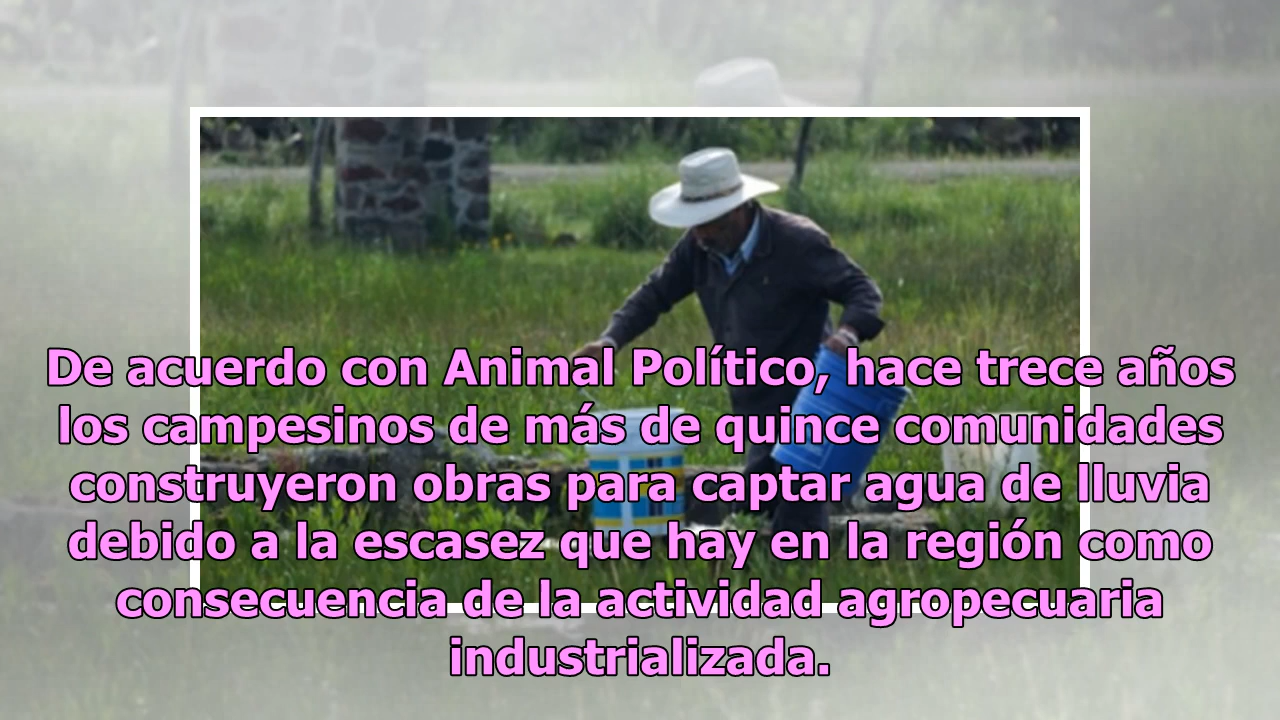 De acuerdo con Animal Político, hace trece años
los campesinos de más de quince comunidades
construyeron obras para captar agua de lluvia
debido a la escasez que hay en la región como
consecuencia de la actividad agropecuaria
industrializada.